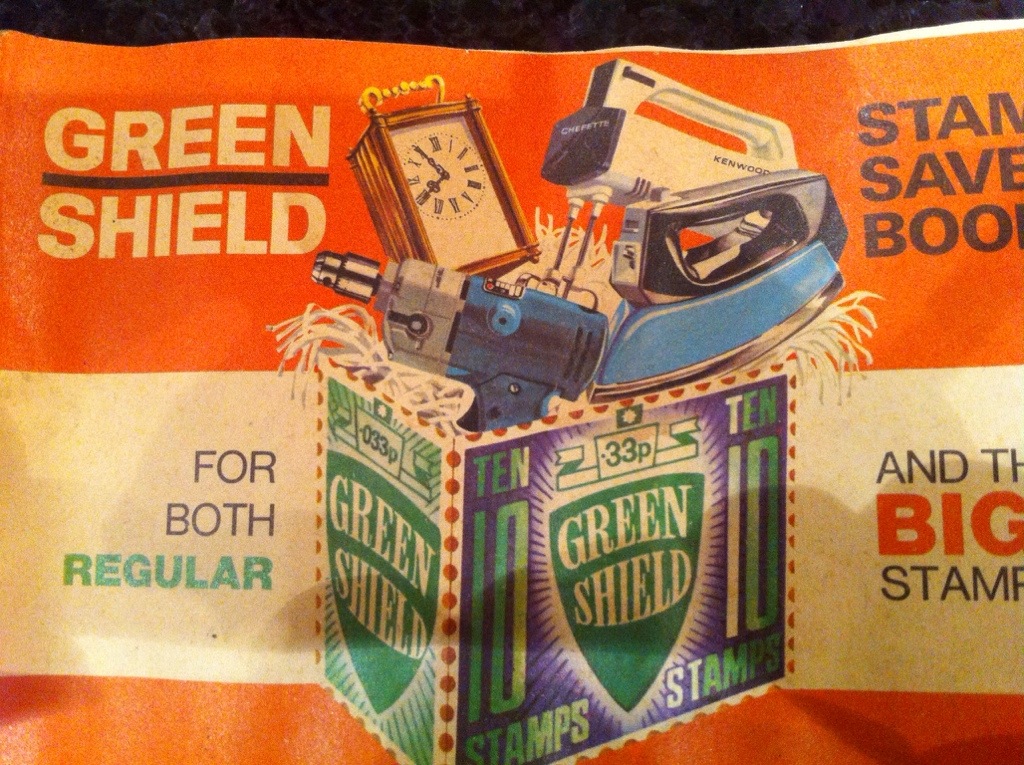 GREEN
SHIELD
STAM
SAVE
BOO
CHEFETTE
KENWOOD
FOR
BOTH
REGULAR
AND TH
BIG
STAMP
.033p
GREEN
SHIELD
TEN
10
STAMPS
.33p
GREEN
SHIELD
TEN
10
STAMPS